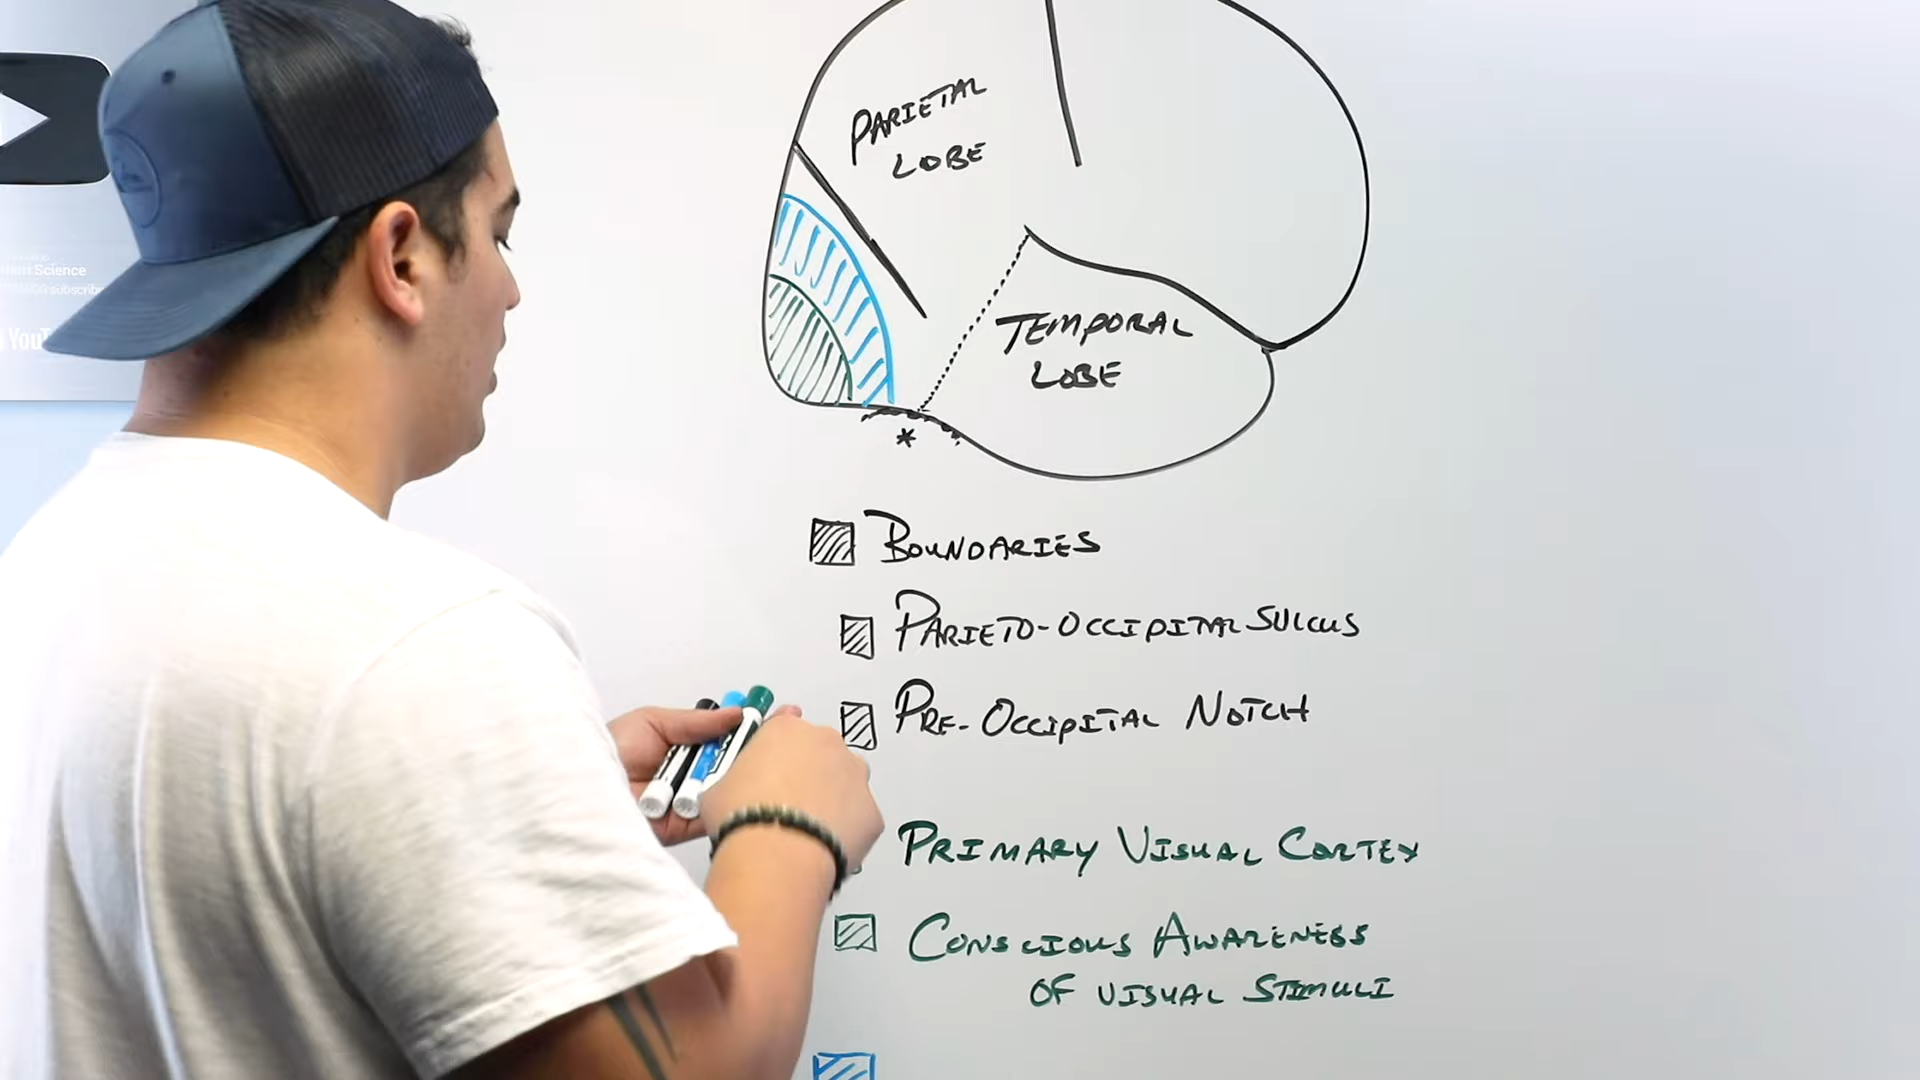 PARIETAL
LOBE
TEMPORAL
LOBE
*
BOUNDARIES
PARIETO-OCCIPITAL SULCUS
PRE-OCCIPITAL NOTCH
PRIMARY VISUAL CORTEX
CONSCIOUS AWARENESS
OF VISUAL STIMULI
Science